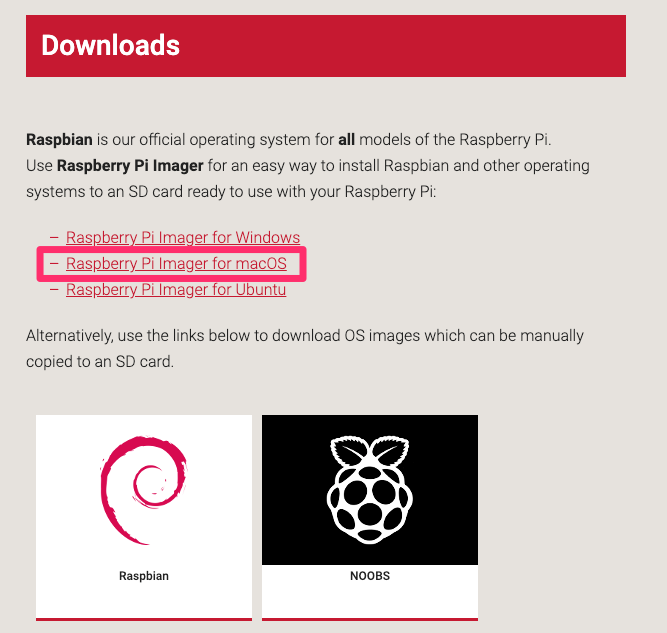 Downloads
Raspbian is our official operating system for all models of the Raspberry Pi.
Use Raspberry Pi Imager for an easy way to install Raspbian and other operating
systems to an SD card ready to use with your Raspberry Pi:
– Raspberry Pi Imager for Windows
– Raspberry Pi Imager for macOS
– Raspberry Pi Imager for Ubuntu
Alternatively, use the links below to download OS images which can be manually
copied to an SD card.
Raspbian
NOOBS